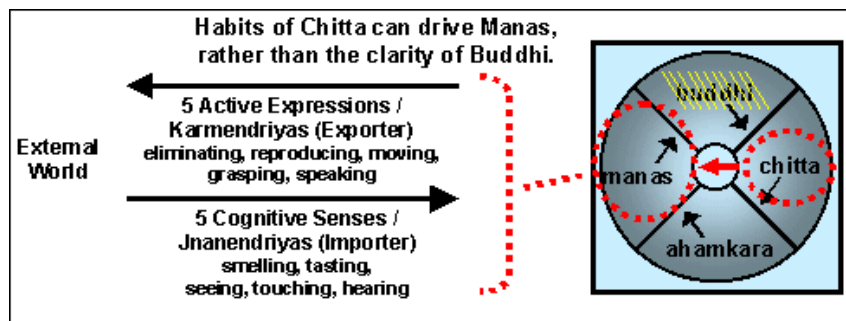 Habits of Chitta can drive Manas,
rather than the clarity of Buddhi.
5 Active Expressions /
Karmendriyas (Exporter)
eliminating, reproducing, moving,
grasping, speaking
External
World
5 Cognitive Senses /
Jnanendriyas (Importer)
smelling, tasting,
seeing, touching, hearing
buddhi
manas
chitta
ahamkara